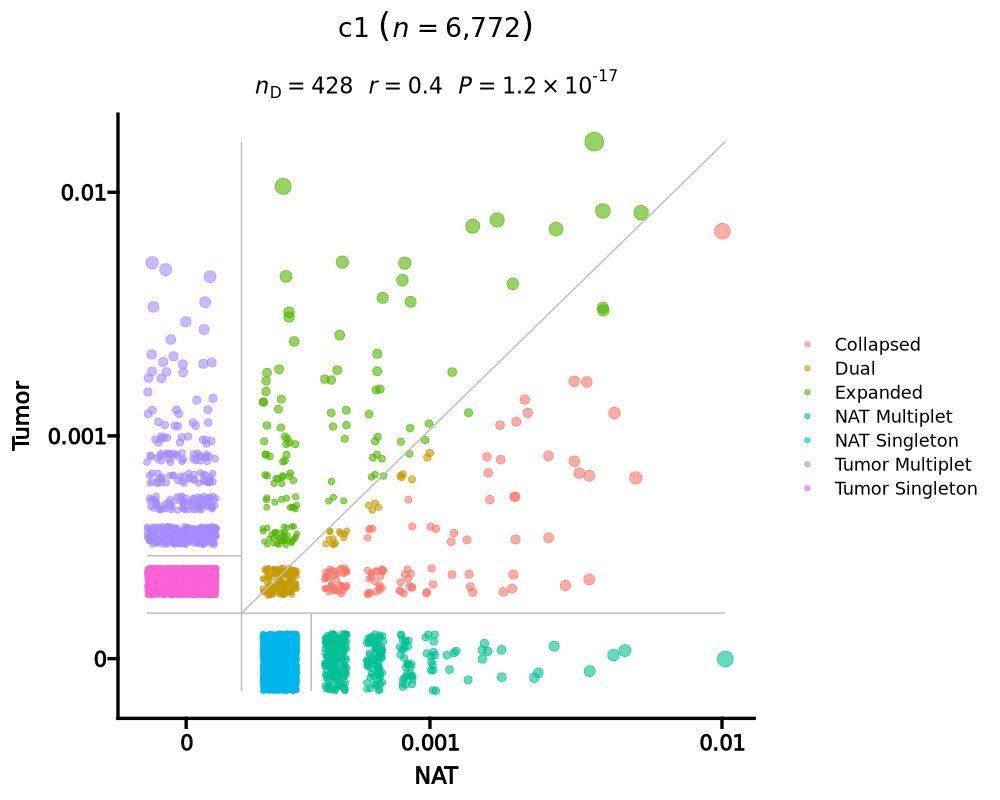 c1 (n = 6,772)
n_D = 428 r = 0.4 P = 1.2 × 10^-17
Tumor
0.01
0.001
0
0
0.001
0.01
NAT
Collapsed
Dual
Expanded
NAT Multiplet
NAT Singleton
Tumor Multiplet
Tumor Singleton